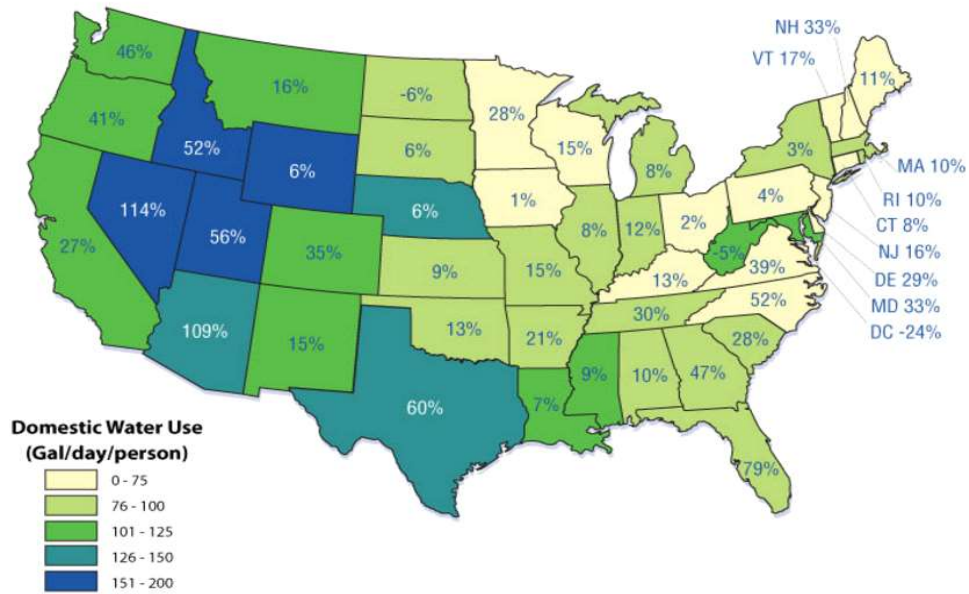 NH 33%
VT 17%
46%
16%
-6%
28%
11%
41%
52%
6%
15%
3%
MA 10%
6%
8%
RI 10%
114%
6%
1%
4%
CT 8%
27%
56%
35%
9%
8%
12%
2%
-5%
39%
NJ 16%
15%
13%
DE 29%
109%
15%
13%
21%
30%
52%
MD 33%
28%
DC -24%
60%
7%
9%
10%
47%
79%
Domestic Water Use
(Gal/day/person)
0 - 75
76 - 100
101 - 125
126 - 150
151 - 200